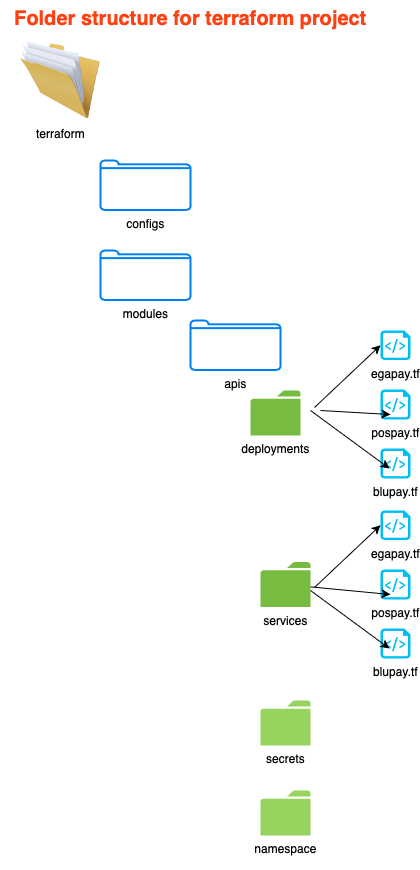 Folder structure for terraform project
terraform
configs
modules
apis
egapay.tf
</>
deployments
pospay.tf
</>
blupay.tf
</>
egapay.tf
</>
services
pospay.tf
</>
blupay.tf
</>
secrets
namespace